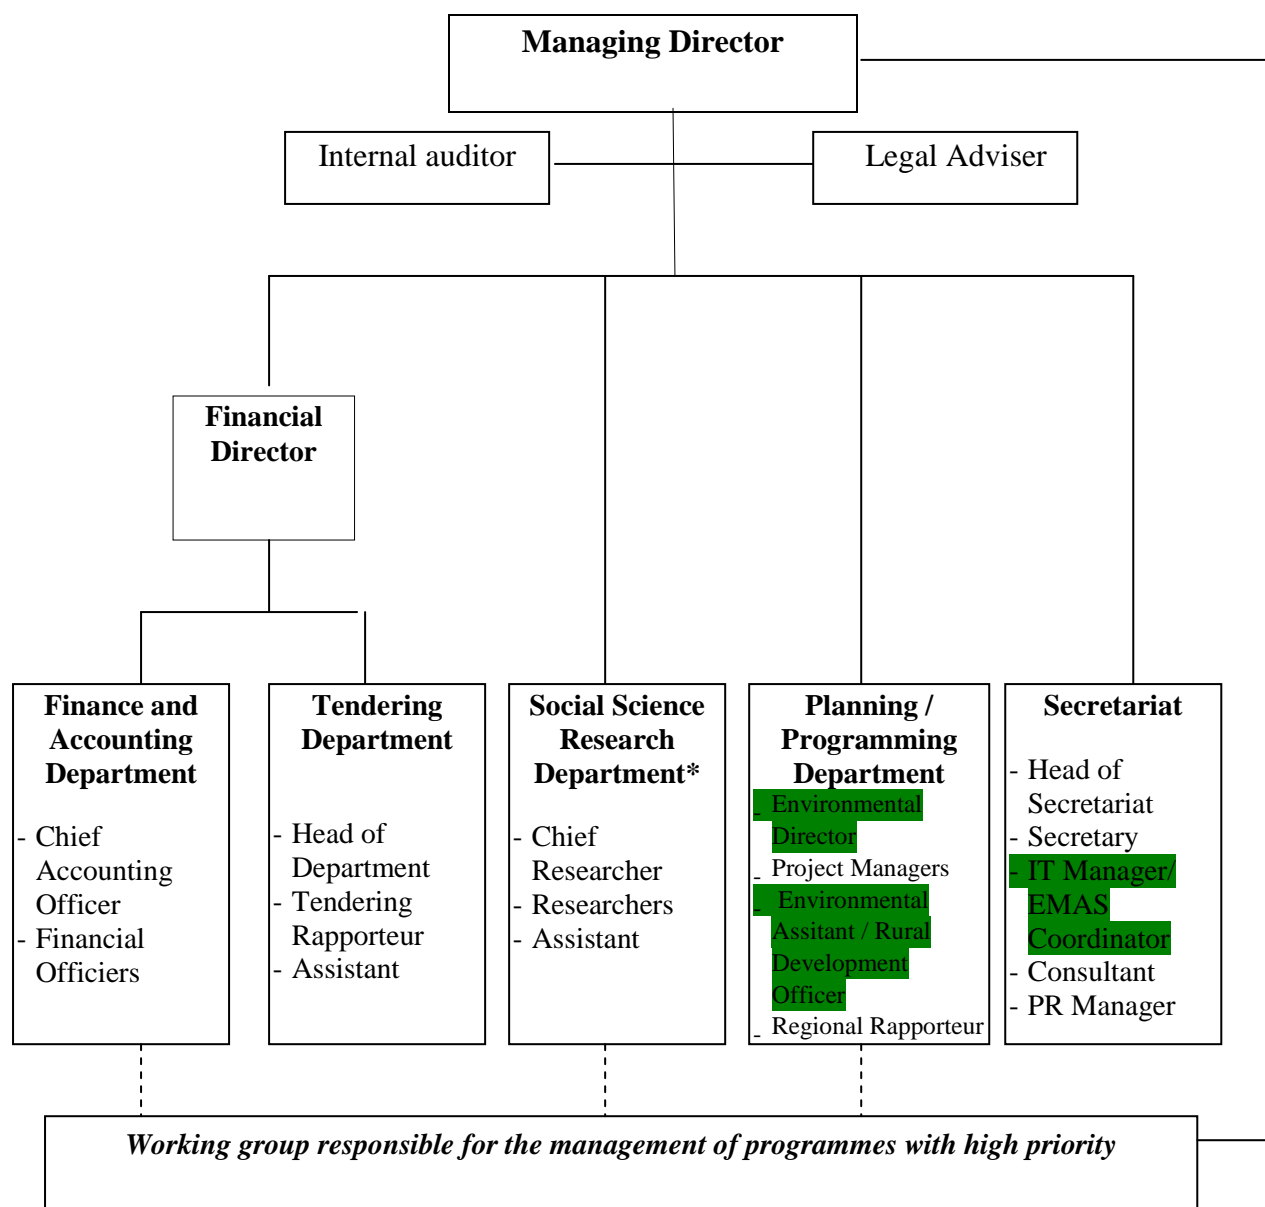 Managing Director
Internal auditor
Legal Adviser
Financial
Director
Finance and
Accounting
Department
- Chief
Accounting
Officer
- Financial
Officiers
Tendering
Department
- Head of
Department
- Tendering
Rapporteur
- Assistant
Social Science
Research
Department*
- Chief
Researcher
- Researchers
- Assistant
Planning /
Programming
Department
- Environmental
Director
- Project Managers
- Environmental
Assitant / Rural
Development
Officer
- Regional Rapporteur
Secretariat
- Head of
Secretariat
- Secretary
- IT Manager/
EMAS
Coordinator
- Consultant
- PR Manager
Working group responsible for the management of programmes with high priority